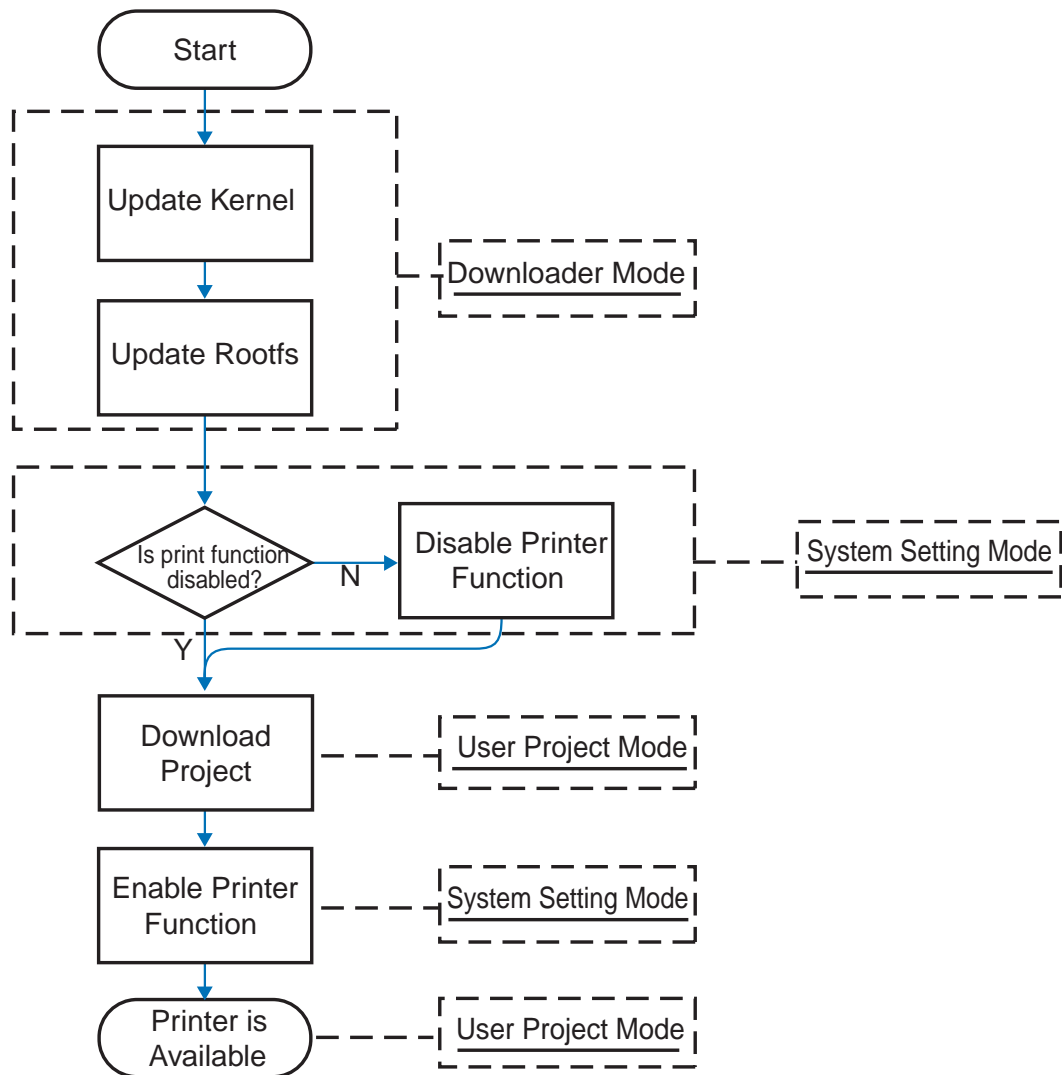 Start
Update Kernel
Downloader Mode
Update Rootfs
Is print function
disabled?
N
Disable Printer
Function
System Setting Mode
Y
Download
Project
User Project Mode
Enable Printer
Function
System Setting Mode
Printer is
Available
User Project Mode